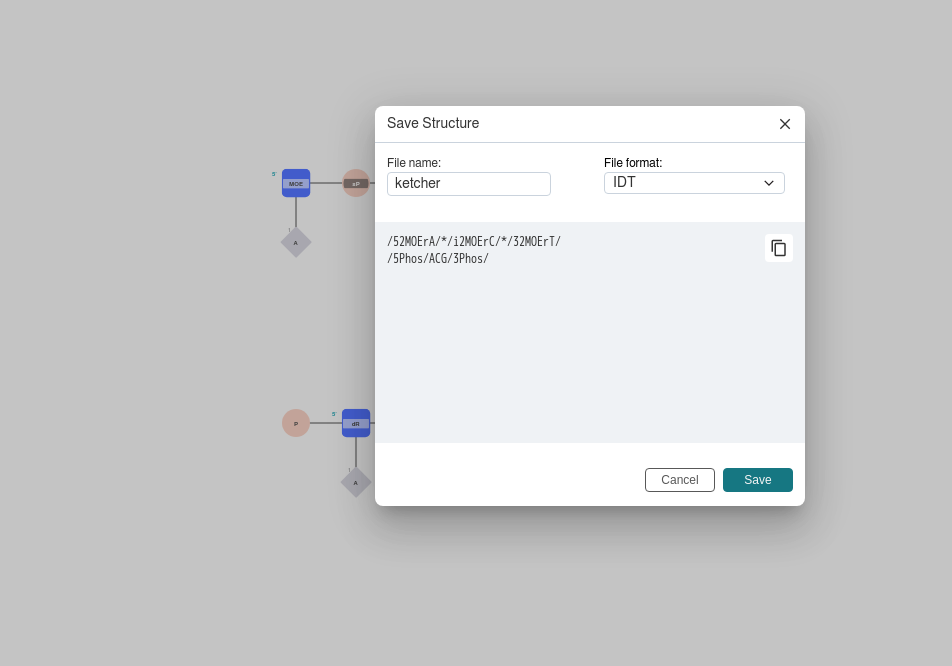 Save Structure
File name:
ketcher
File format:
IDT
/52MOErA/*/i2MOErC/*/32MOErT/
/5Phos/ACG/3Phos/
Cancel
Save
5'
MOE
sP
1
A
P
5'
dR
1
A